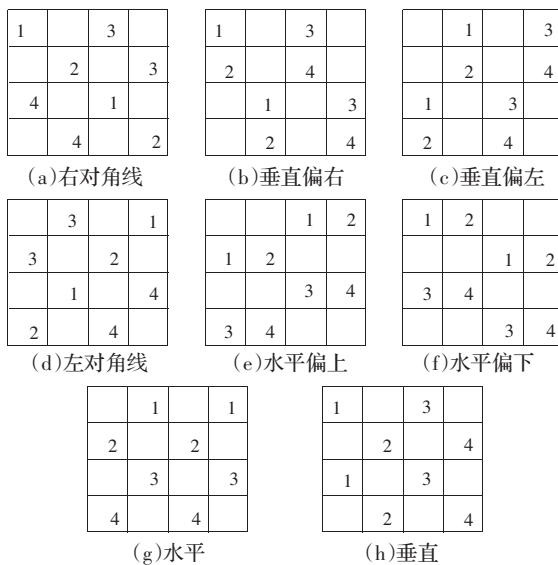 1 3 1 3 1 3
2 3 2 4 2 4
4 1 1 3 1 3
4 2 2 4 2 4
(a)右对角线 (b)垂直偏右 (c)垂直偏左
3 1 1 2 1 2
3 2 1 2 1 2
1 4 3 4 3 4
2 4 3 4 3 4
(d)左对角线 (e)水平偏上 (f)水平偏下
1 1 1 3
2 2 2 4
3 3 1 3
4 4 2 4
(g)水平 (h)垂直